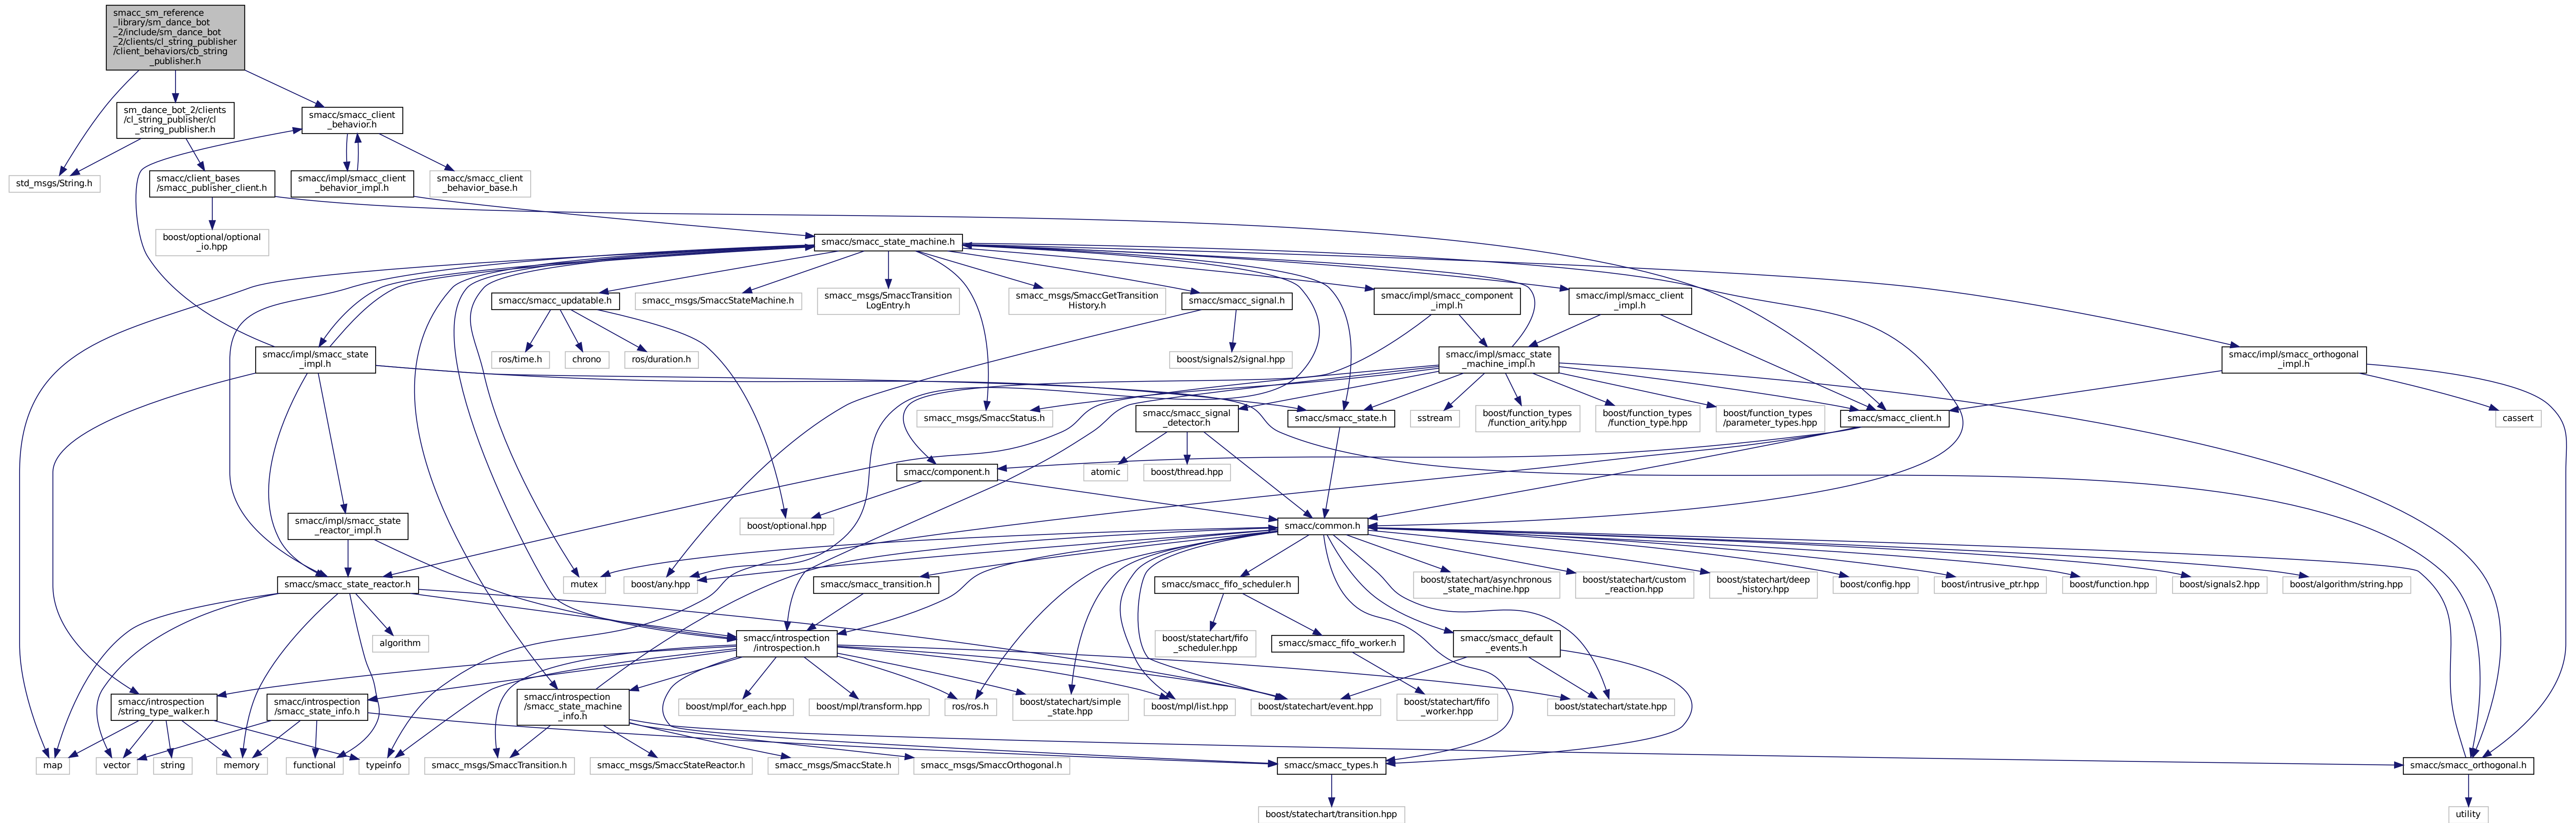 smacc_sm_reference
_library/sm_dance_bot
_2/include/sm_dance_bot
_2/clients/cl_string_publisher
/client_behaviors/cb_string
_publisher.h
sm_dance_bot_2/clients
/cl_string_publisher/cl
_string_publisher.h
smacc/smacc_client
_behavior.h
std_msgs/String.h
smacc/client_bases
/smacc_publisher_client.h
smacc/impl/smacc_client
_behavior_impl.h
smacc/smacc_client
_behavior_base.h
boost/optional/optional
_io.hpp
smacc/smacc_state_machine.h
smacc/smacc_updatable.h
smacc_msgs/SmaccStateMachine.h
smacc_msgs/SmaccTransition
LogEntry.h
smacc_msgs/SmaccGetTransition
History.h
smacc/smacc_signal.h
smacc/impl/smacc_component
_impl.h
smacc/impl/smacc_client
_impl.h
smacc/impl/smacc_state
_impl.h
ros/time.h
chrono
ros/duration.h
boost/signals2/signal.hpp
smacc/impl/smacc_state
_machine_impl.h
smacc/impl/smacc_orthogonal
_impl.h
smacc_msgs/SmaccStatus.h
smacc/smacc_signal
_detector.h
smacc/smacc_state.h
sstream
boost/function_types
/function_arity.hpp
boost/function_types
/function_type.hpp
boost/function_types
/parameter_types.hpp
smacc/smacc_client.h
cassert
smacc/component.h
atomic
boost/thread.hpp
smacc/impl/smacc_state
_reactor_impl.h
boost/optional.hpp
smacc/common.h
smacc/smacc_state_reactor.h
mutex
boost/any.hpp
smacc/smacc_transition.h
smacc/smacc_fifo_scheduler.h
boost/statechart/asynchronous
_state_machine.hpp
boost/statechart/custom
_reaction.hpp
boost/statechart/deep
_history.hpp
boost/config.hpp
boost/intrusive_ptr.hpp
boost/function.hpp
boost/signals2.hpp
boost/algorithm/string.hpp
algorithm
smacc/introspection
/introspection.h
boost/statechart/fifo
_scheduler.hpp
smacc/smacc_fifo_worker.h
smacc/smacc_default
_events.h
smacc/introspection
/string_type_walker.h
smacc/introspection
/smacc_state_info.h
smacc/introspection
/smacc_state_machine
_info.h
boost/mpl/for_each.hpp
boost/mpl/transform.hpp
ros/ros.h
boost/statechart/simple
_state.hpp
boost/mpl/list.hpp
boost/statechart/event.hpp
boost/statechart/fifo
_worker.hpp
boost/statechart/state.hpp
map
vector
string
memory
functional
typeinfo
smacc_msgs/SmaccTransition.h
smacc_msgs/SmaccStateReactor.h
smacc_msgs/SmaccState.h
smacc_msgs/SmaccOrthogonal.h
smacc/smacc_types.h
smacc/smacc_orthogonal.h
boost/statechart/transition.hpp
utility